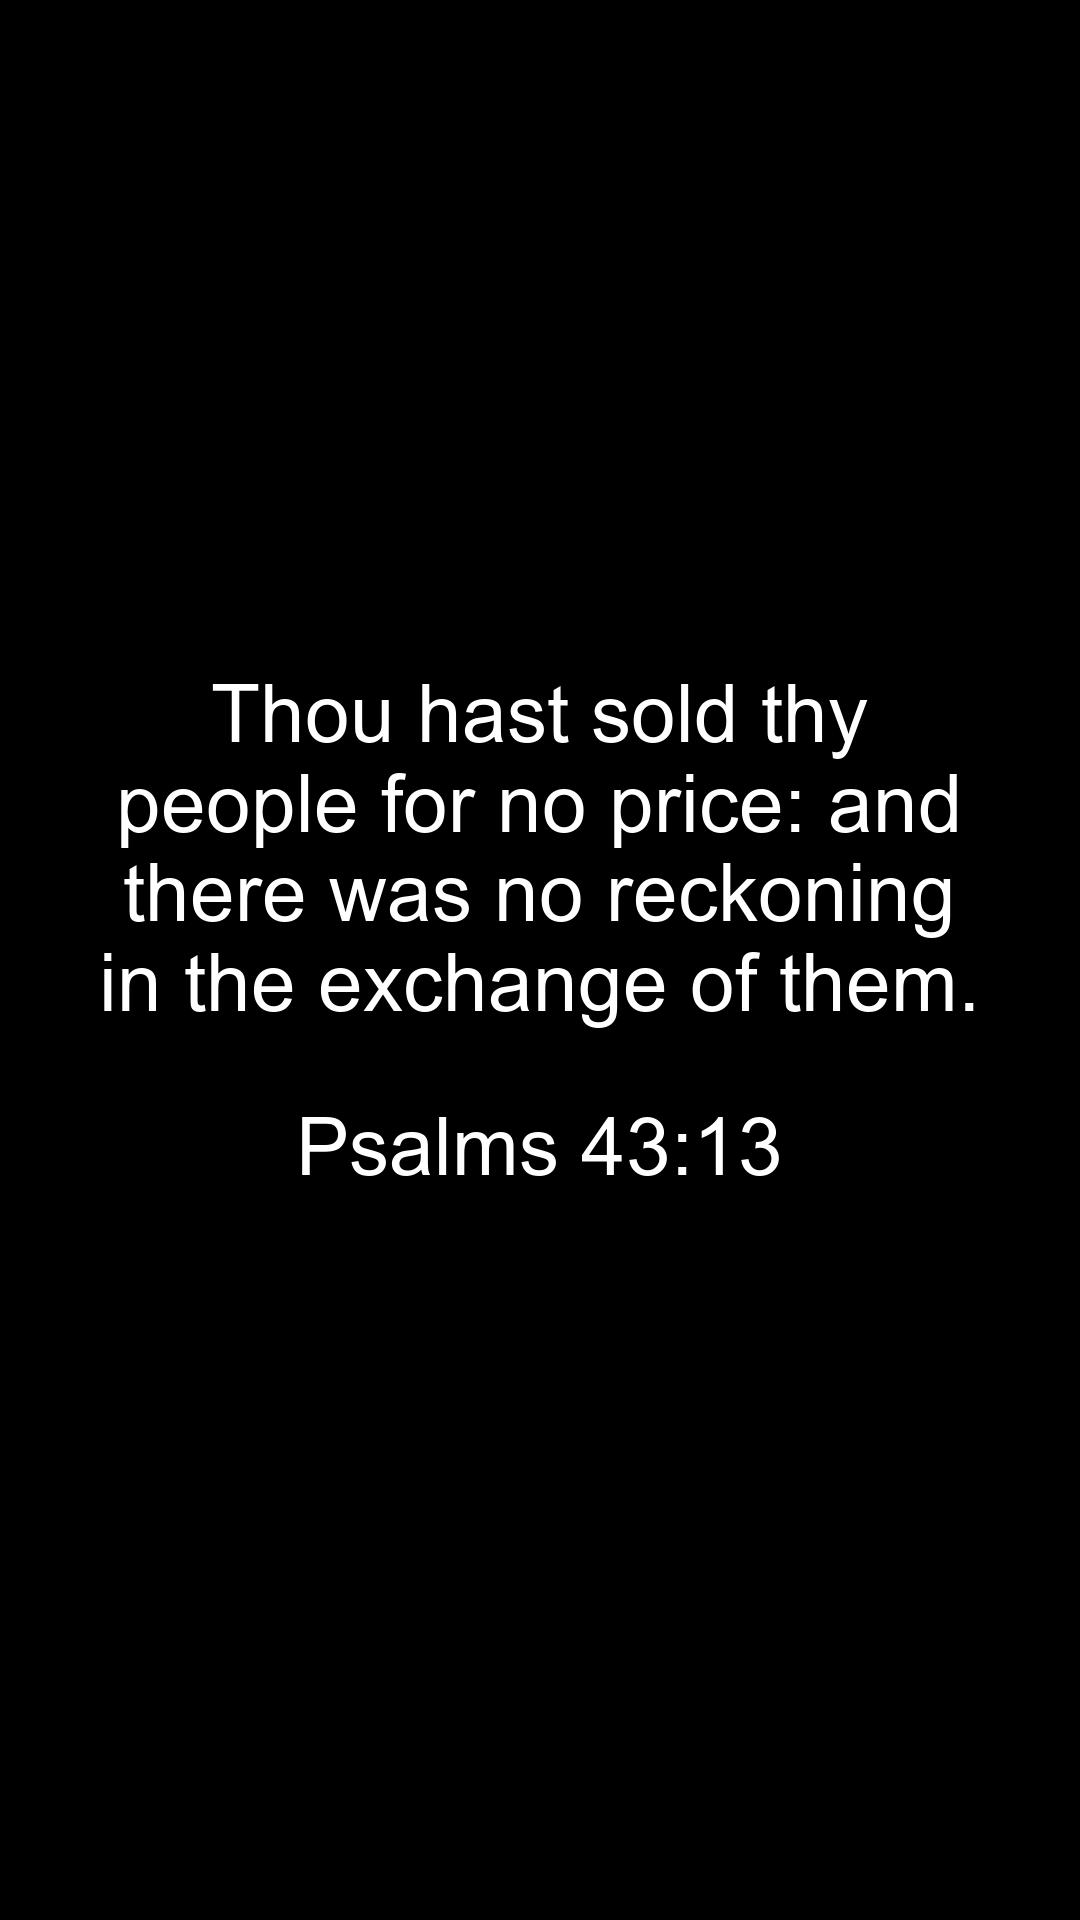 Thou hast sold thy
people for no price: and
there was no reckoning
in the exchange of them.
Psalms 43:13